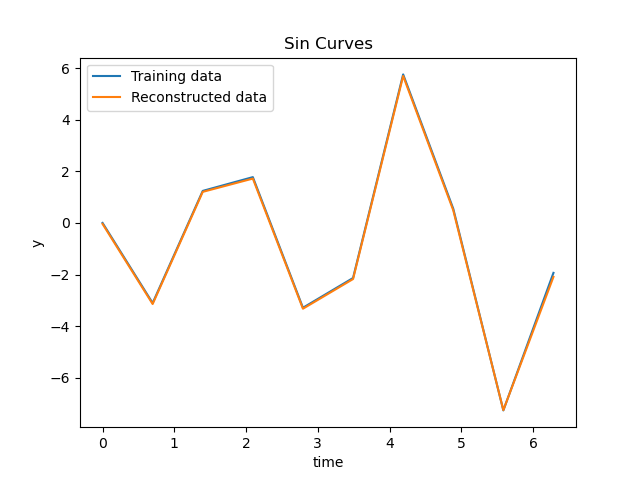 Sin Curves
Training data
Reconstructed data
6
4
2
0
−2
−4
−6
y
0 1 2 3 4 5 6
time